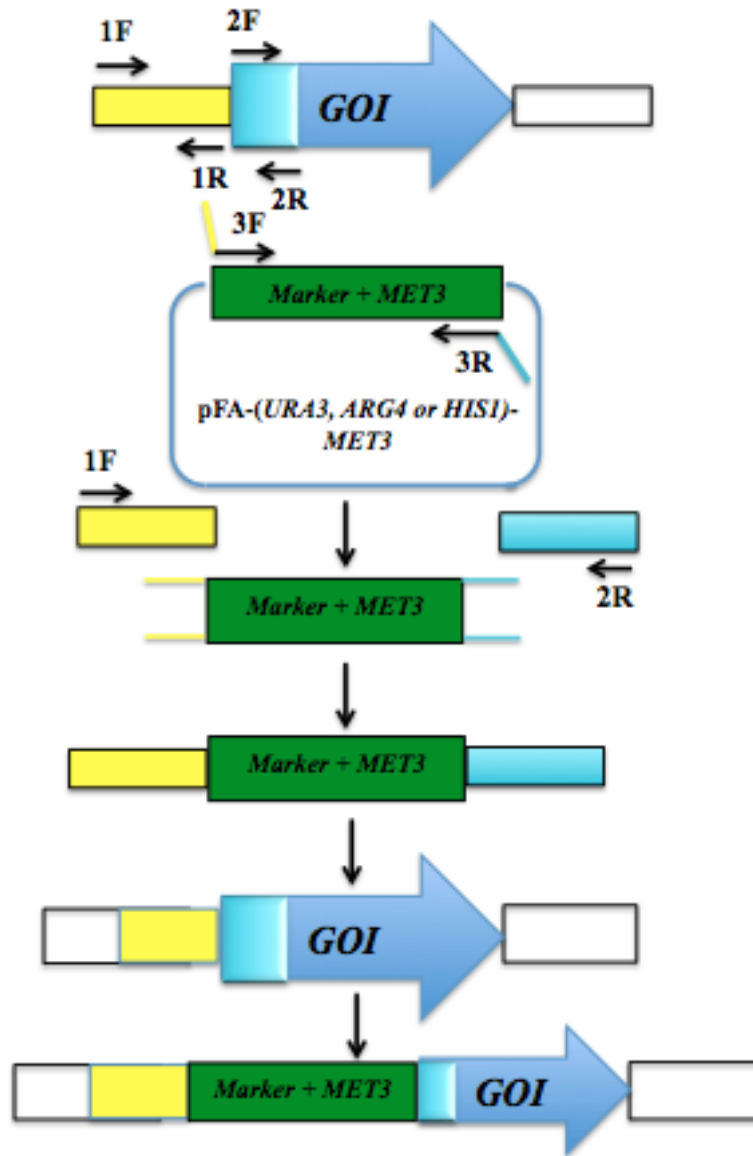 1F
2F
GOI
1R
2R
3F
Marker + MET3
3R
pFA-(URA3, ARG4 or HIS1)-
MET3
1F
2R
Marker + MET3
Marker + MET3
GOI
Marker + MET3
GOI